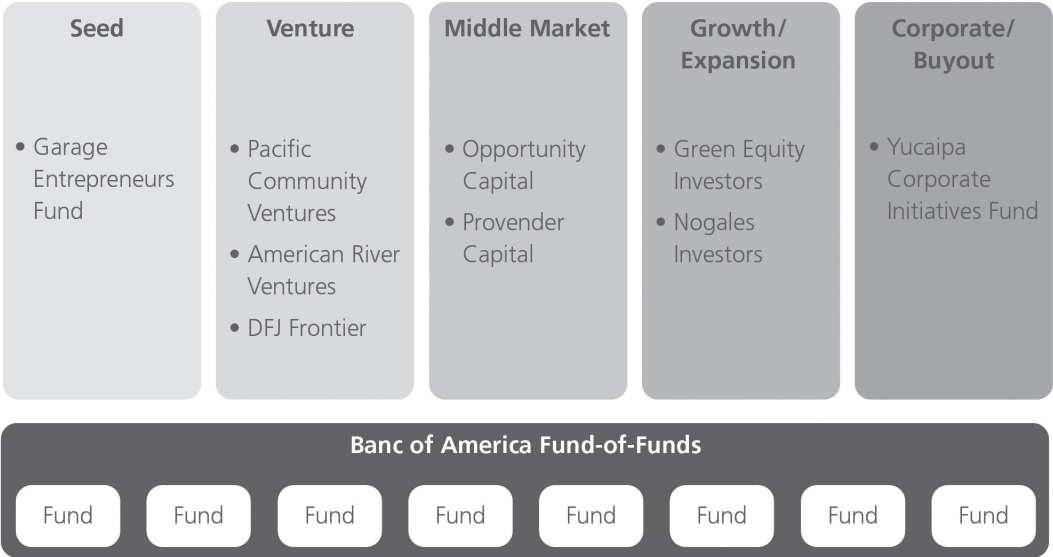 Seed
• Garage
Entrepreneurs
Fund
Venture
• Pacific
Community
Ventures
• American River
Ventures
• DFJ Frontier
Middle Market
• Opportunity
Capital
• Provender
Capital
Growth/
Expansion
• Green Equity
Investors
• Nogales
Investors
Corporate/
Buyout
• Yucaipa
Corporate
Initiatives Fund
Banc of America Fund-of-Funds
Fund Fund Fund Fund Fund Fund Fund Fund